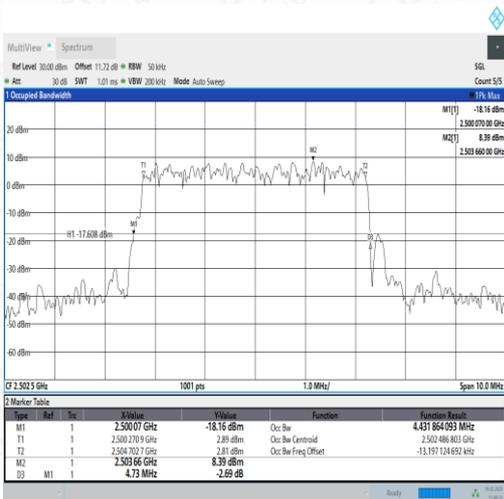 MultiView Spectrum
Ref Level 30.00 dBm Offset 11.72 dB RBW 50 kHz SGL
Att 30 dB SWT 1.01 ms VBW 200 kHz Mode Auto Sweep Count 5/5
1 Occupied Bandwidth 1Pk Max
M1[1] -18.16 dBm
2.500 070 00 GHz
M2[1] 8.39 dBm
2.503 660 00 GHz
20 dBm
M2
10 dBm
T1 T2
0 dBm
-10 dBm
M1
H1 -17.608 dBm
D3
-20 dBm
-30 dBm
-40 dBm
-50 dBm
-60 dBm
CF 2.502 5 GHz 1001 pts 1.0 MHz/ Span 10.0 MHz
2 Marker Table
Type Ref Trc X-Value Y-Value Function Function Result
M1 1 2.500 07 GHz -18.16 dBm Occ Bw 4.431 864 093 MHz
T1 1 2.500 270 9 GHz 2.89 dBm Occ Bw Centroid 2.502 486 803 GHz
T2 1 2.504 702 7 GHz 2.81 dBm Occ Bw Freq Offset -13.197 124 692 kHz
M2 1 2.503 66 GHz 8.39 dBm
D3 M1 1 4.73 MHz -2.69 dB
Ready